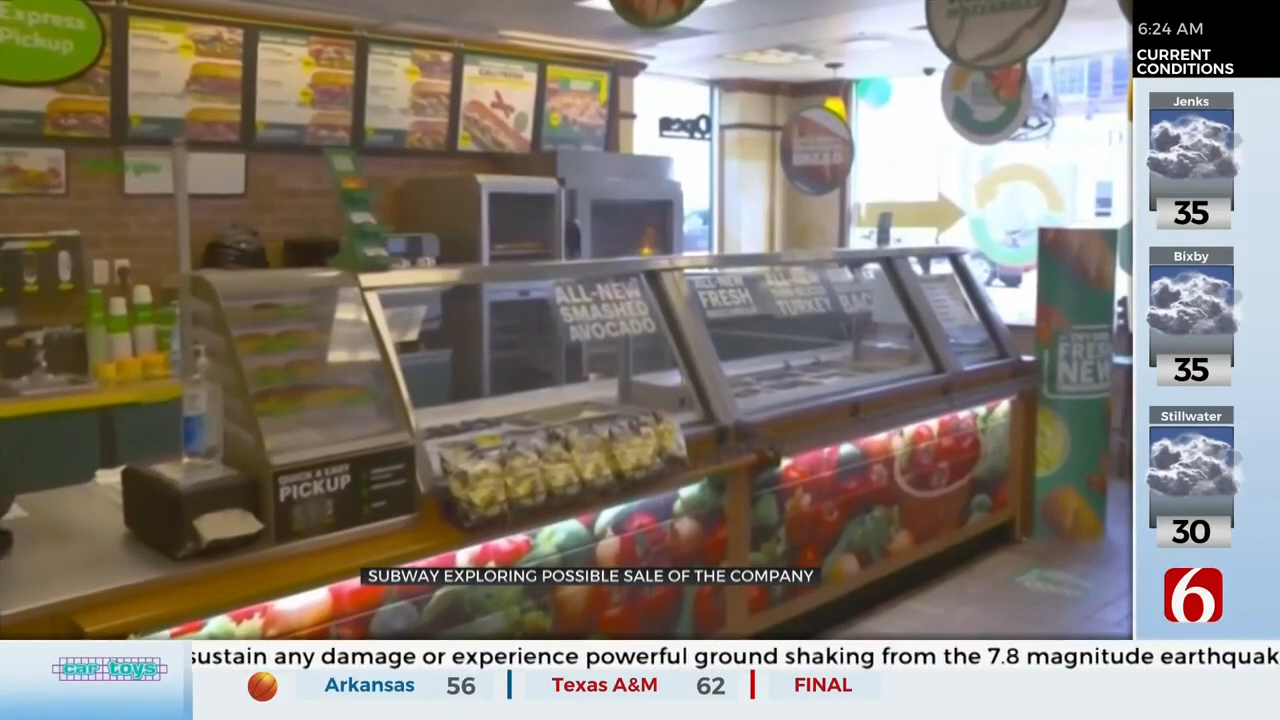 Express
Pickup
Open
6:24 AM
CURRENT
CONDITIONS
Jenks
35
Bixby
35
Stillwater
30
6
ALL-NEW
SMASHED
AVOCADO
ALL-NEW
FRESH
TURKEY
FRESH
NEW
QUICK & EASY
PICKUP
SUBWAY EXPLORING POSSIBLE SALE OF THE COMPANY
car toys
sustain any damage or experience powerful ground shaking from the 7.8 magnitude earthquak
Arkansas 56 Texas A&M 62 FINAL